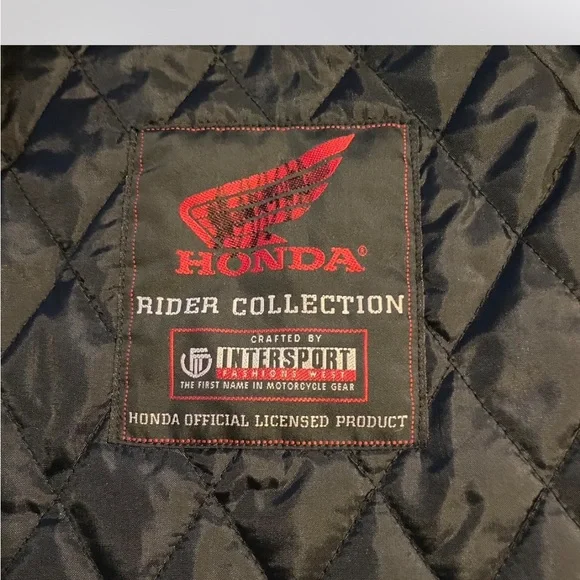 HONDA®
RIDER COLLECTION
CRAFTED BY
INTERSPORT
FASHIONS WEST
THE FIRST NAME IN MOTORCYCLE GEAR
HONDA OFFICIAL LICENSED PRODUCT